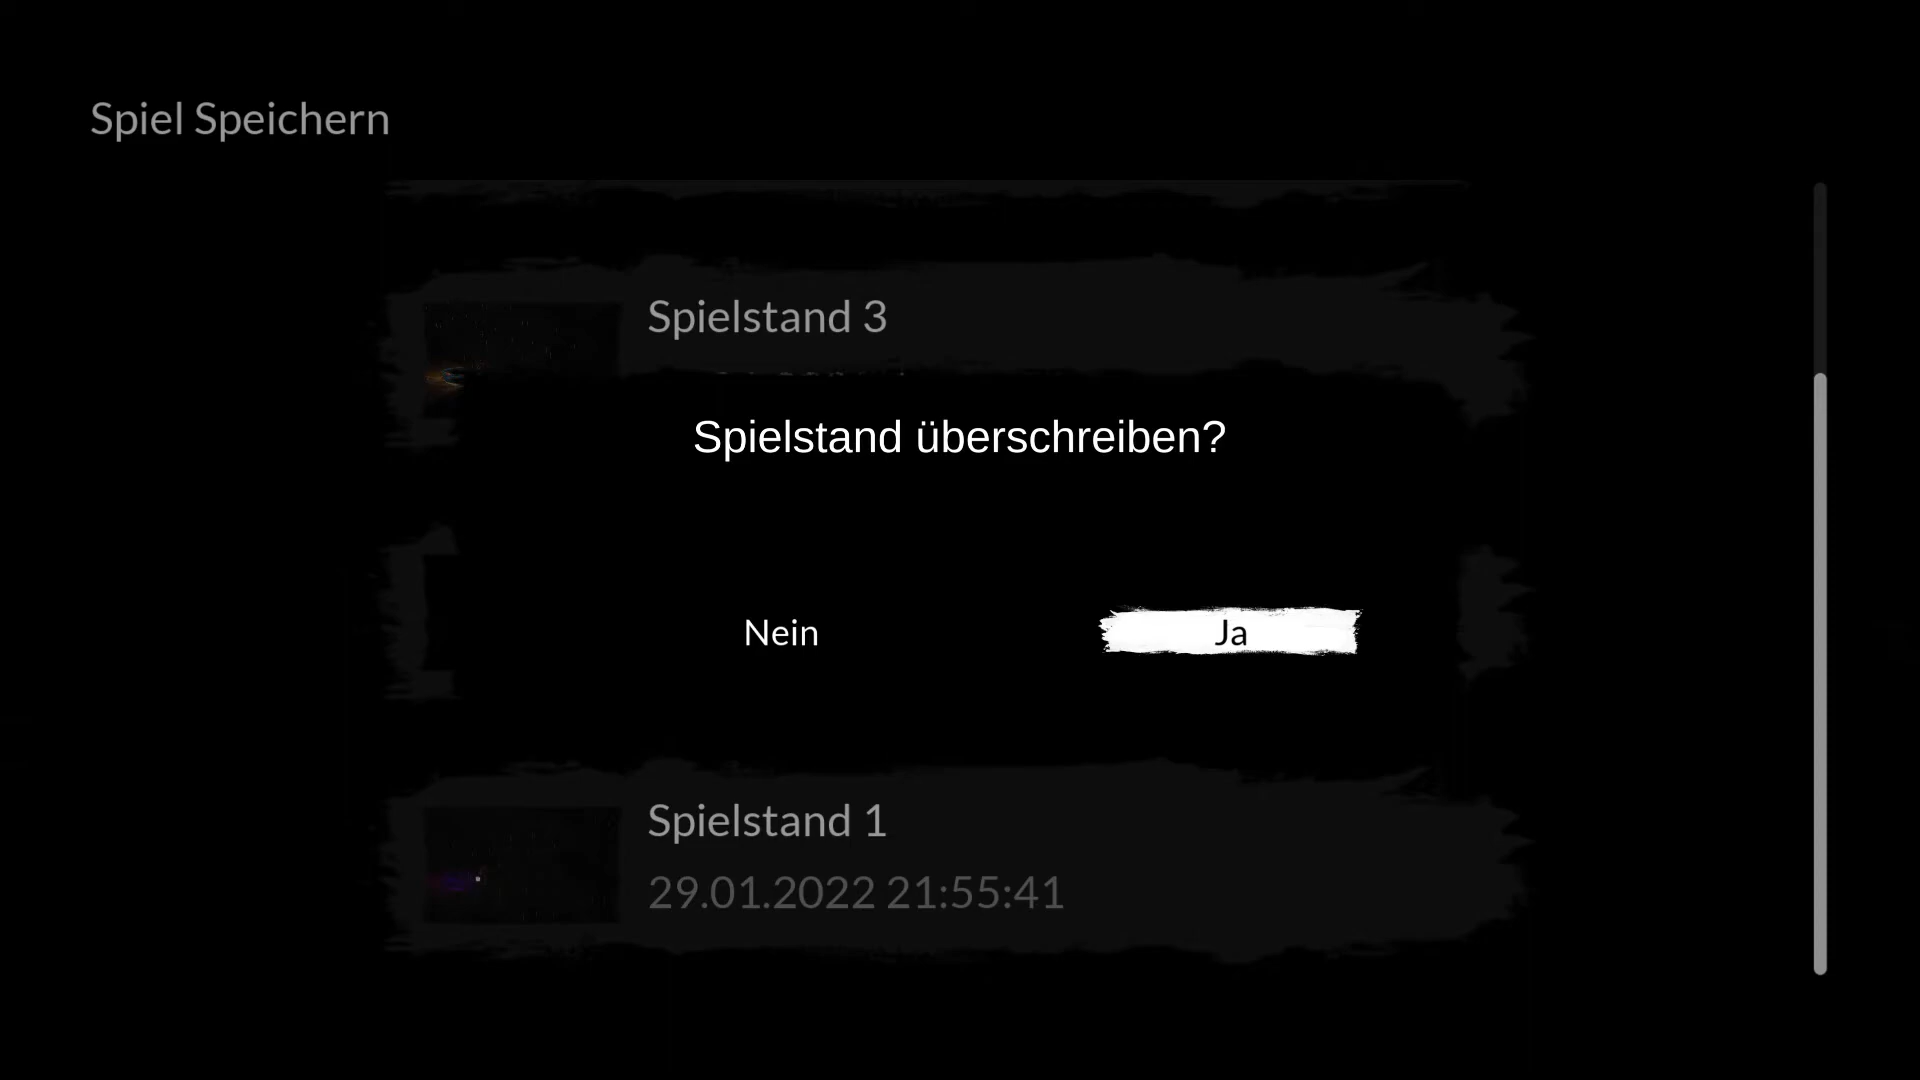 Spiel Speichern
Spielstand 3
Spielstand überschreiben?
Nein
Ja
Spielstand 1
29.01.2022 21:55:41